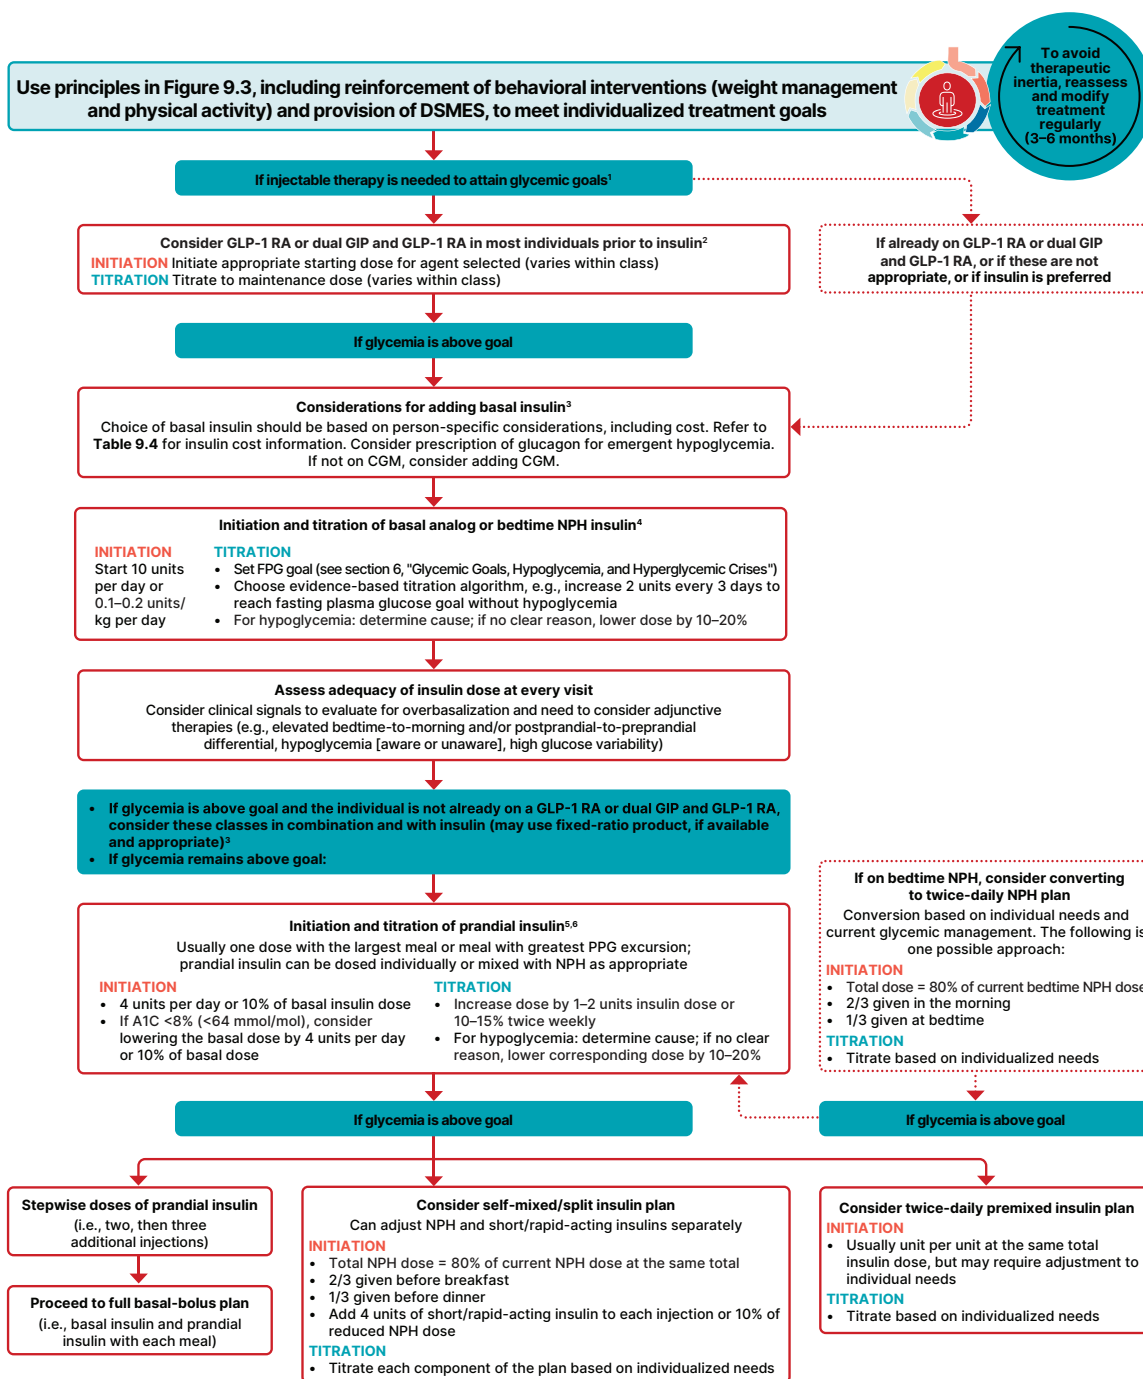 To avoid
therapeutic
inertia, reassess
and modify
treatment
regularly
(3–6 months)
Use principles in Figure 9.3, including reinforcement of behavioral interventions (weight management
and physical activity) and provision of DSMES, to meet individualized treatment goals
If injectable therapy is needed to attain glycemic goals¹
Consider GLP-1 RA or dual GIP and GLP-1 RA in most individuals prior to insulin²
INITIATION Initiate appropriate starting dose for agent selected (varies within class)
TITRATION Titrate to maintenance dose (varies within class)
If already on GLP-1 RA or dual GIP
and GLP-1 RA, or if these are not
appropriate, or if insulin is preferred
If glycemia is above goal
Considerations for adding basal insulin³
Choice of basal insulin should be based on person-specific considerations, including cost. Refer to
Table 9.4 for insulin cost information. Consider prescription of glucagon for emergent hypoglycemia.
If not on CGM, consider adding CGM.
Initiation and titration of basal analog or bedtime NPH insulin⁴
INITIATION
Start 10 units
per day or
0.1–0.2 units/
kg per day
TITRATION
• Set FPG goal (see section 6, "Glycemic Goals, Hypoglycemia, and Hyperglycemic Crises")
• Choose evidence-based titration algorithm, e.g., increase 2 units every 3 days to
reach fasting plasma glucose goal without hypoglycemia
• For hypoglycemia: determine cause; if no clear reason, lower dose by 10–20%
Assess adequacy of insulin dose at every visit
Consider clinical signals to evaluate for overbasalization and need to consider adjunctive
therapies (e.g., elevated bedtime-to-morning and/or postprandial-to-preprandial
differential, hypoglycemia [aware or unaware], high glucose variability)
• If glycemia is above goal and the individual is not already on a GLP-1 RA or dual GIP and GLP-1 RA,
consider these classes in combination and with insulin (may use fixed-ratio product, if available
and appropriate)³
• If glycemia remains above goal:
Initiation and titration of prandial insulin⁵,⁶
Usually one dose with the largest meal or meal with greatest PPG excursion;
prandial insulin can be dosed individually or mixed with NPH as appropriate
INITIATION
• 4 units per day or 10% of basal insulin dose
• If A1C <8% (<64 mmol/mol), consider
lowering the basal dose by 4 units per day
or 10% of basal dose
TITRATION
• Increase dose by 1–2 units insulin dose or
10–15% twice weekly
• For hypoglycemia: determine cause; if no clear
reason, lower corresponding dose by 10–20%
If on bedtime NPH, consider converting
to twice-daily NPH plan
Conversion based on individual needs and
current glycemic management. The following is
one possible approach:
INITIATION
• Total dose = 80% of current bedtime NPH dose
• 2/3 given in the morning
• 1/3 given at bedtime
TITRATION
• Titrate based on individualized needs
If glycemia is above goal
If glycemia is above goal
Stepwise doses of prandial insulin
(i.e., two, then three
additional injections)
Proceed to full basal-bolus plan
(i.e., basal insulin and prandial
insulin with each meal)
Consider self-mixed/split insulin plan
Can adjust NPH and short/rapid-acting insulins separately
INITIATION
• Total NPH dose = 80% of current NPH dose at the same total
• 2/3 given before breakfast
• 1/3 given before dinner
• Add 4 units of short/rapid-acting insulin to each injection or 10% of
reduced NPH dose
TITRATION
• Titrate each component of the plan based on individualized needs
Consider twice-daily premixed insulin plan
INITIATION
• Usually unit per unit at the same total
insulin dose, but may require adjustment to
individual needs
TITRATION
• Titrate based on individualized needs